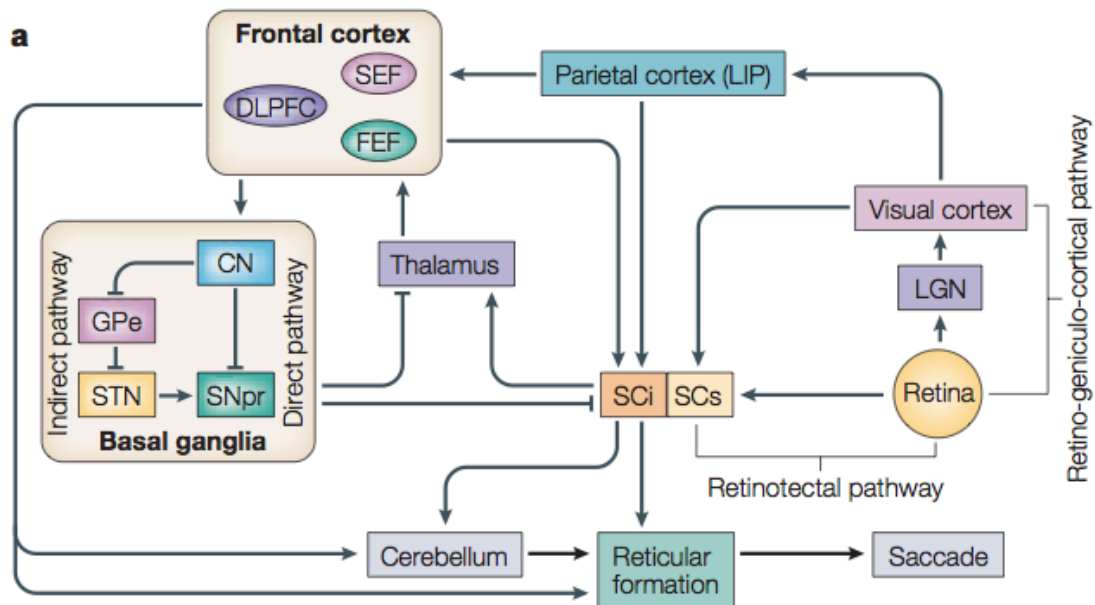 a
Frontal cortex
SEF
DLPFC
FEF
Parietal cortex (LIP)
Visual cortex
LGN
Retina
Retino-geniculo-cortical pathway
Thalamus
CN
GPe
STN
SNpr
Indirect pathway
Direct pathway
Basal ganglia
SCi
SCs
Retinotectal pathway
Cerebellum
Reticular
formation
Saccade